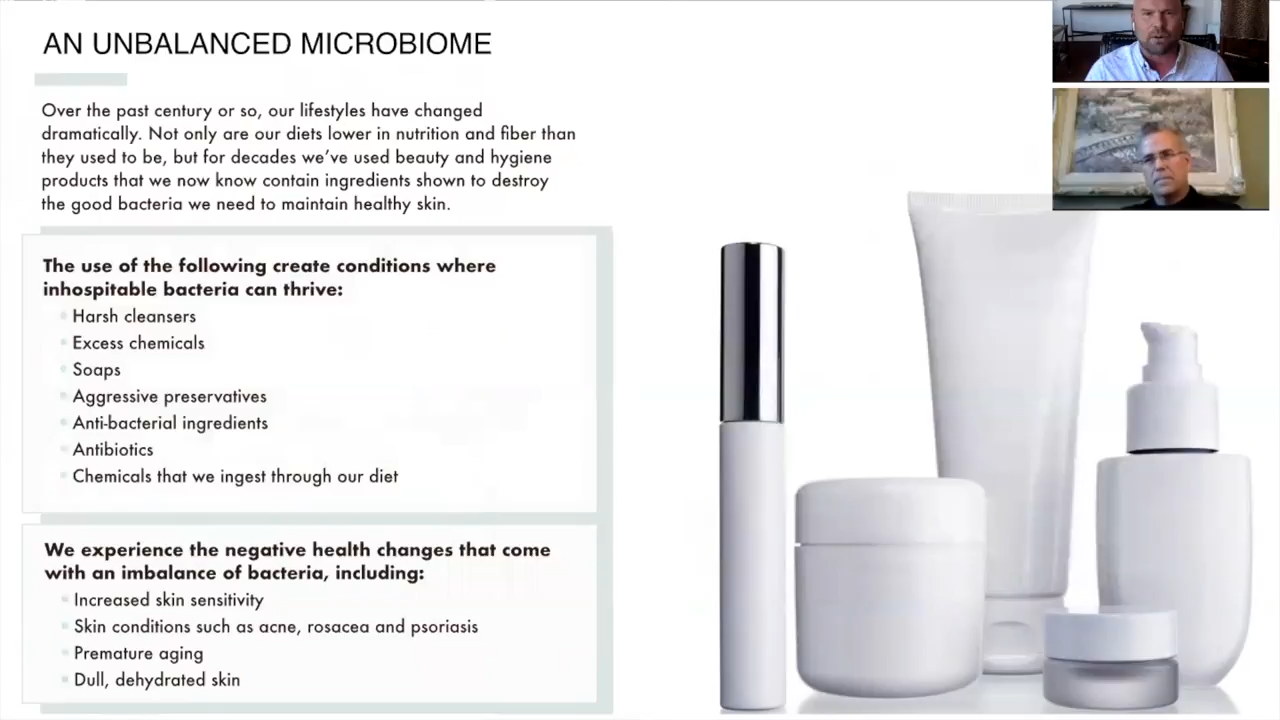 AN UNBALANCED MICROBIOME
Over the past century or so, our lifestyles have changed
dramatically. Not only are our diets lower in nutrition and fiber than
they used to be, but for decades we’ve used beauty and hygiene
products that we now know contain ingredients shown to destroy
the good bacteria we need to maintain healthy skin.
The use of the following create conditions where
inhospitable bacteria can thrive:
Harsh cleansers
Excess chemicals
Soaps
Aggressive preservatives
Anti-bacterial ingredients
Antibiotics
Chemicals that we ingest through our diet
We experience the negative health changes that come
with an imbalance of bacteria, including:
Increased skin sensitivity
Skin conditions such as acne, rosacea and psoriasis
Premature aging
Dull, dehydrated skin